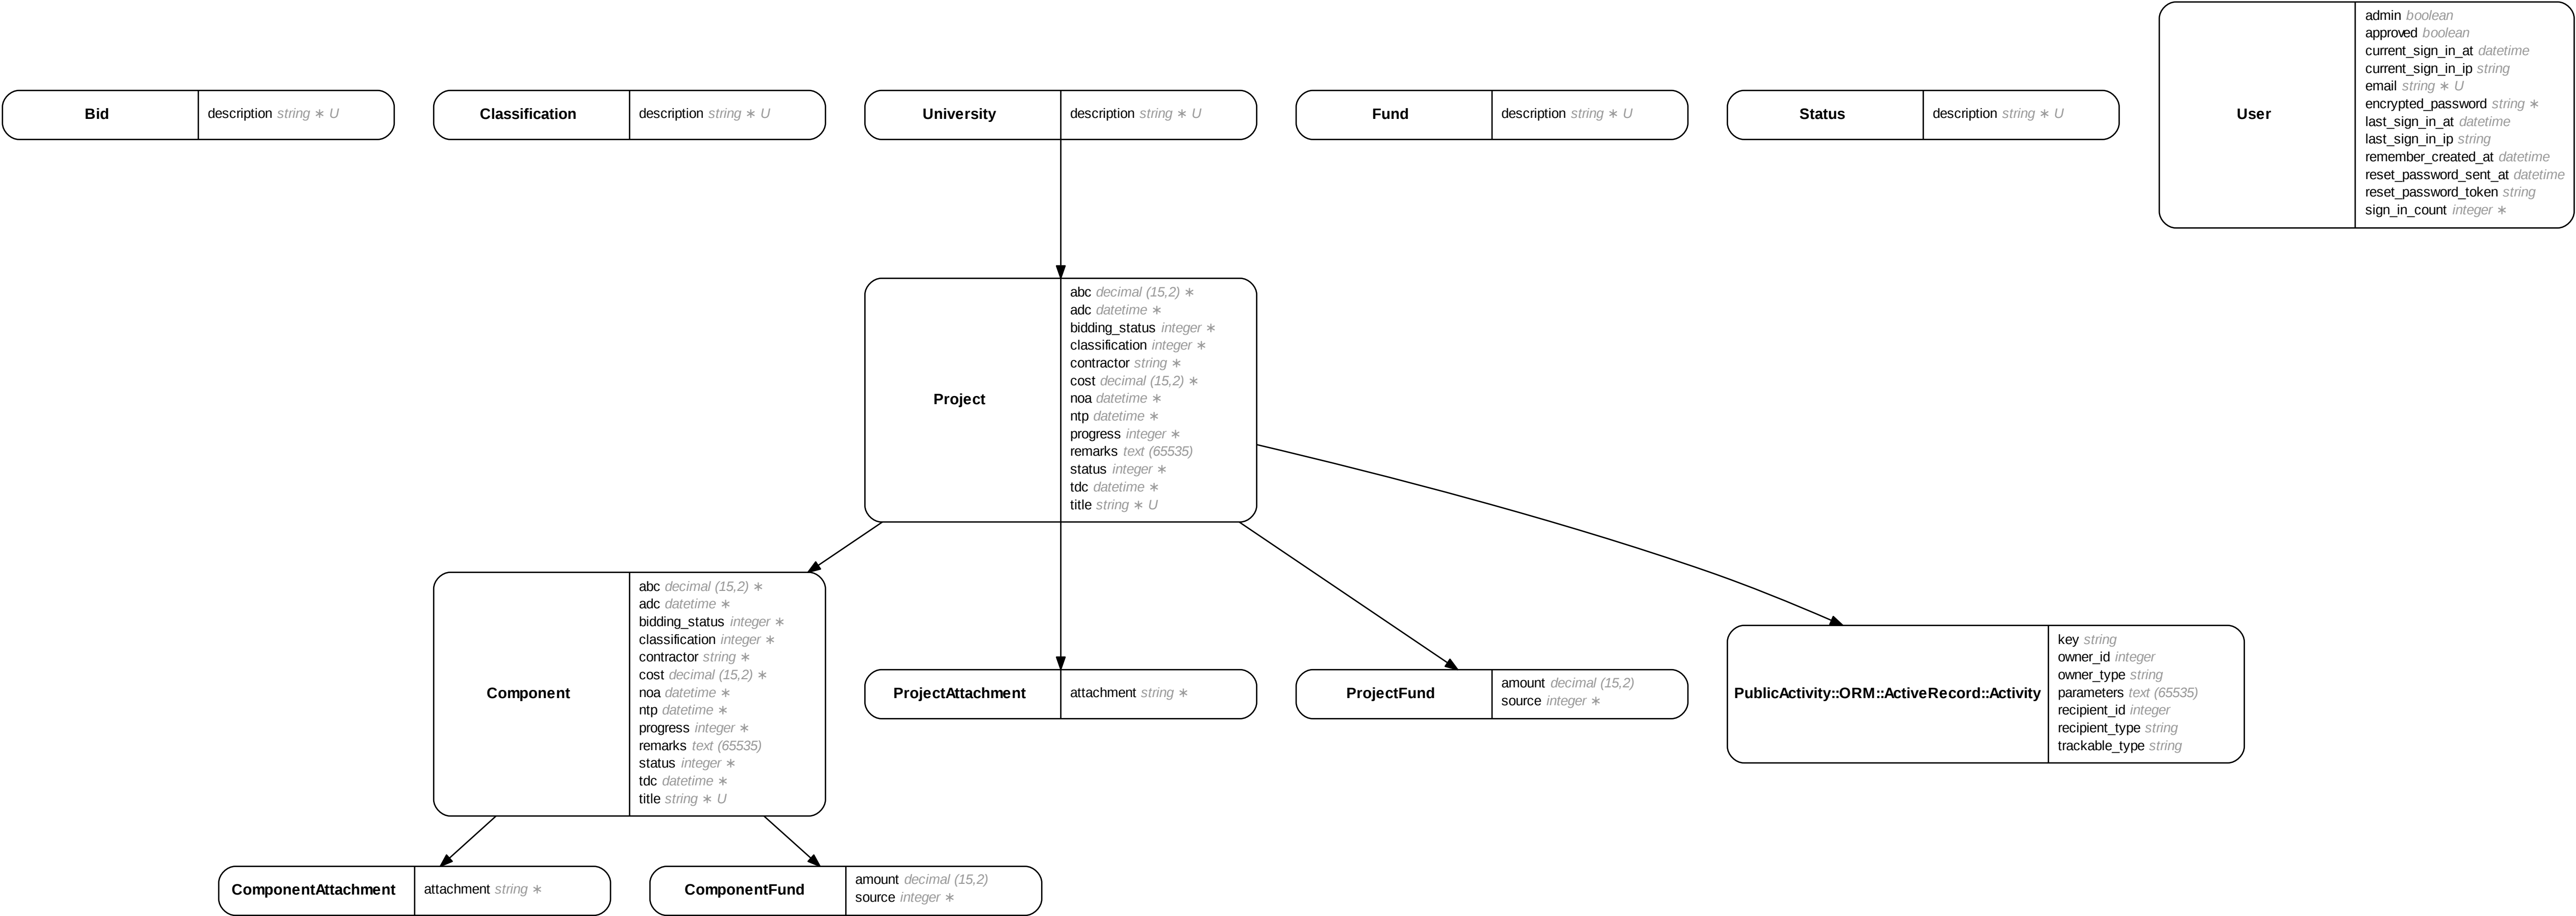 Bid
description string ∗ U
Classification
description string ∗ U
University
description string ∗ U
Fund
description string ∗ U
Status
description string ∗ U
User
admin boolean
approved boolean
current_sign_in_at datetime
current_sign_in_ip string
email string ∗ U
encrypted_password string ∗
last_sign_in_at datetime
last_sign_in_ip string
remember_created_at datetime
reset_password_sent_at datetime
reset_password_token string
sign_in_count integer ∗
Project
abc decimal (15,2) ∗
adc datetime ∗
bidding_status integer ∗
classification integer ∗
contractor string ∗
cost decimal (15,2) ∗
noa datetime ∗
ntp datetime ∗
progress integer ∗
remarks text (65535)
status integer ∗
tdc datetime ∗
title string ∗ U
Component
abc decimal (15,2) ∗
adc datetime ∗
bidding_status integer ∗
classification integer ∗
contractor string ∗
cost decimal (15,2) ∗
noa datetime ∗
ntp datetime ∗
progress integer ∗
remarks text (65535)
status integer ∗
tdc datetime ∗
title string ∗ U
ProjectAttachment
attachment string ∗
ProjectFund
amount decimal (15,2)
source integer ∗
PublicActivity::ORM::ActiveRecord::Activity
key string
owner_id integer
owner_type string
parameters text (65535)
recipient_id integer
recipient_type string
trackable_type string
ComponentAttachment
attachment string ∗
ComponentFund
amount decimal (15,2)
source integer ∗